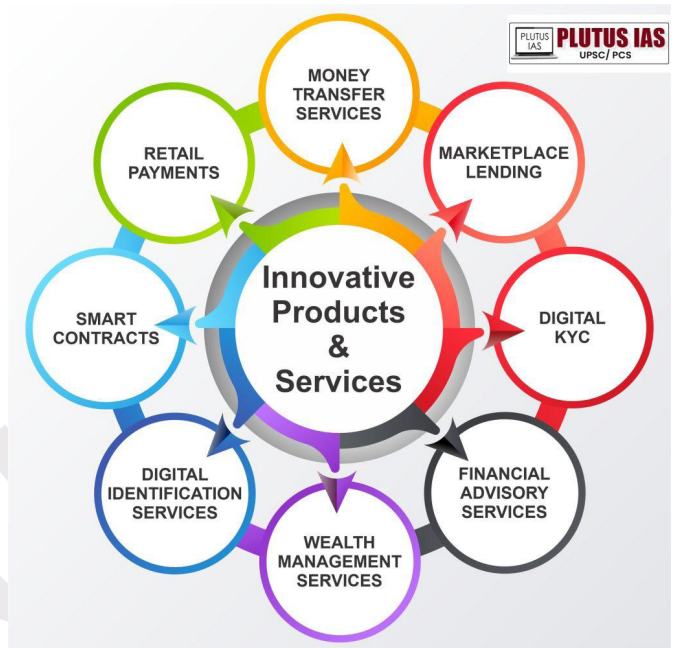 PLUTUS
IAS
PLUTUS IAS
UPSC/ PCS
MONEY
TRANSFER
SERVICES
MARKETPLACE
LENDING
DIGITAL
KYC
FINANCIAL
ADVISORY
SERVICES
WEALTH
MANAGEMENT
SERVICES
DIGITAL
IDENTIFICATION
SERVICES
SMART
CONTRACTS
RETAIL
PAYMENTS
Innovative
Products
&
Services